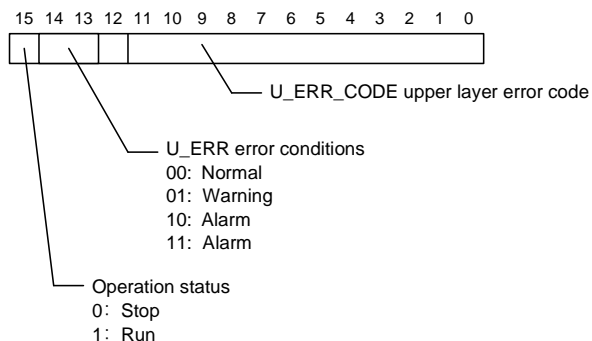 15 14 13 12 11 10 9 8 7 6 5 4 3 2 1 0
U_ERR_CODE upper layer error code
U_ERR error conditions
00: Normal
01: Warning
10: Alarm
11: Alarm
Operation status
0: Stop
1: Run